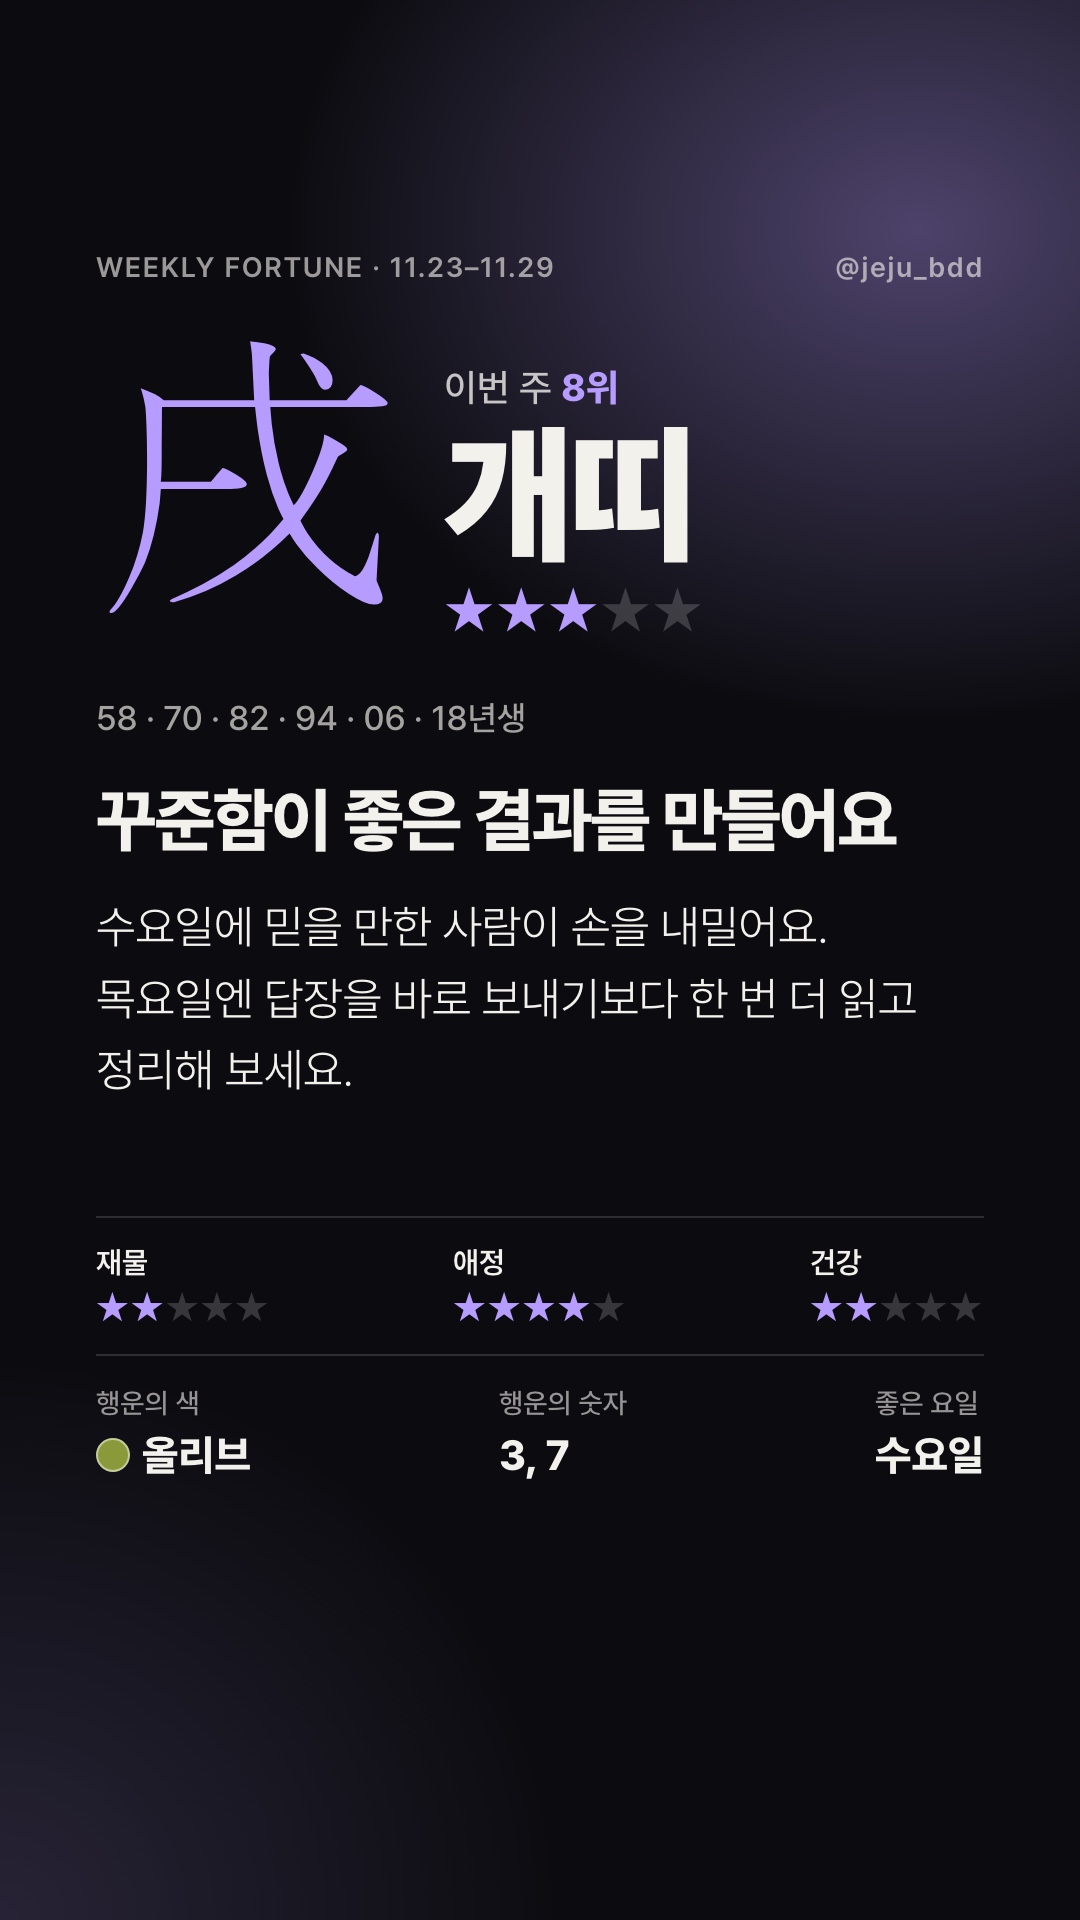 WEEKLY FORTUNE · 11.23–11.29
@jeju_bdd
戌
이번 주 8위
개띠
★★★★★
58 · 70 · 82 · 94 · 06 · 18년생
꾸준함이 좋은 결과를 만들어요
수요일에 믿을 만한 사람이 손을 내밀어요.
목요일엔 답장을 바로 보내기보다 한 번 더 읽고
정리해 보세요.
재물 애정 건강
★★★★★ ★★★★★ ★★★★★
행운의 색 행운의 숫자 좋은 요일
올리브 3, 7 수요일